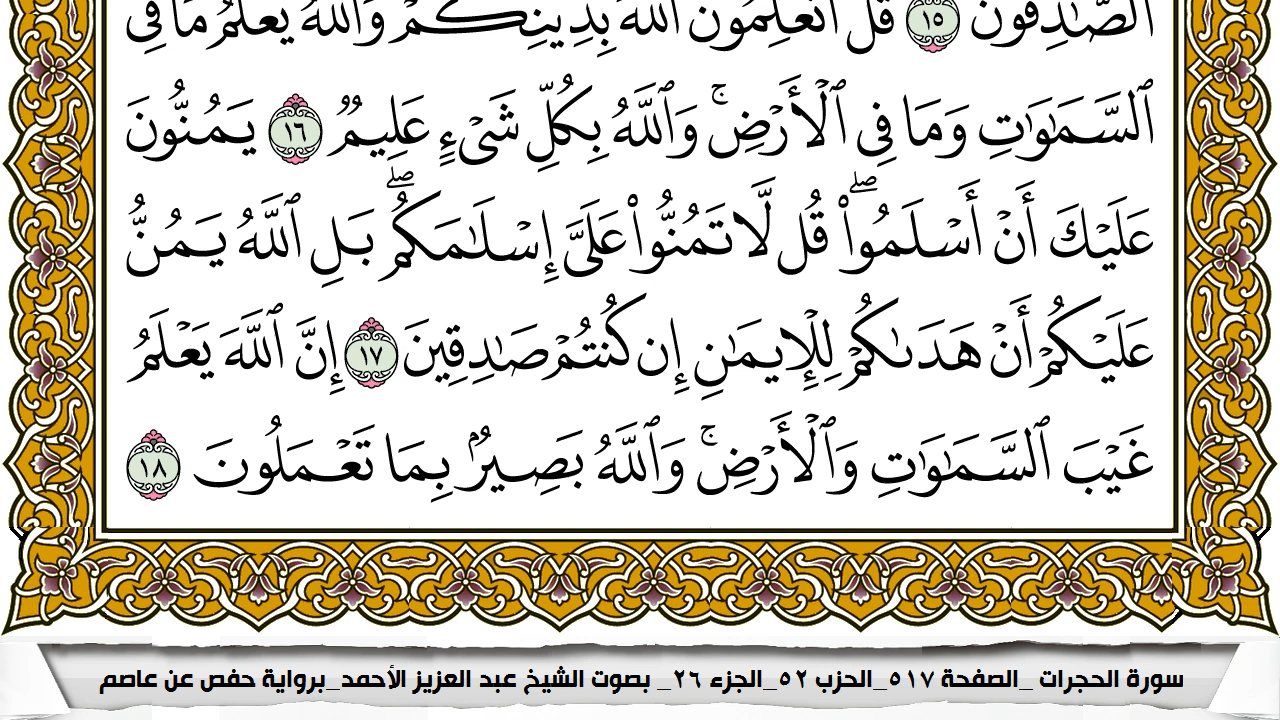 ٱلصَّـٰدِقُونَ ١٥ قُلْ أَتُعَلِّمُونَ ٱللَّهَ بِدِينِكُمْ وَٱللَّهُ يَعْلَمُ مَا فِى
ٱلسَّمَـٰوَٰتِ وَمَا فِى ٱلْأَرْضِ ۚ وَٱللَّهُ بِكُلِّ شَىْءٍ عَلِيمٌ ١٦ يَمُنُّونَ
عَلَيْكَ أَنْ أَسْلَمُوا۟ ۖ قُل لَّا تَمُنُّوا۟ عَلَىَّ إِسْلَـٰمَكُم ۖ بَلِ ٱللَّهُ يَمُنُّ
عَلَيْكُمْ أَنْ هَدَىٰكُمْ لِلْإِيمَـٰنِ إِن كُنتُمْ صَـٰدِقِينَ ١٧ إِنَّ ٱللَّهَ يَعْلَمُ
غَيْبَ ٱلسَّمَـٰوَٰتِ وَٱلْأَرْضِ ۚ وَٱللَّهُ بَصِيرٌۢ بِمَا تَعْمَلُونَ ١٨
سورة الحجرات _الصفحة ٥١٧_الحزب ٥٢_الجزء ٢٦_ بصوت الشيخ عبد العزيز الأحمد_برواية حفص عن عاصم